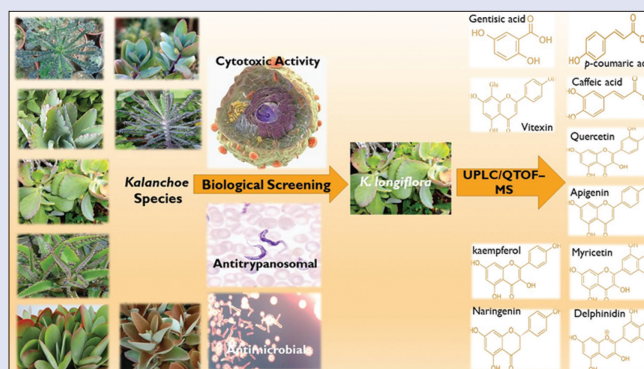 Kalanchoe
Species
Cytotoxic Activity
Biological Screening
Antitrypanosomal
Antimicrobial
K. longiflora
UPLC/QTOF–
MS
Gentisic acid
p-coumaric ac
Vitexin
Caffeic acid
Quercetin
Apigenin
kaempferol
Myricetin
Naringenin
Delphinidin